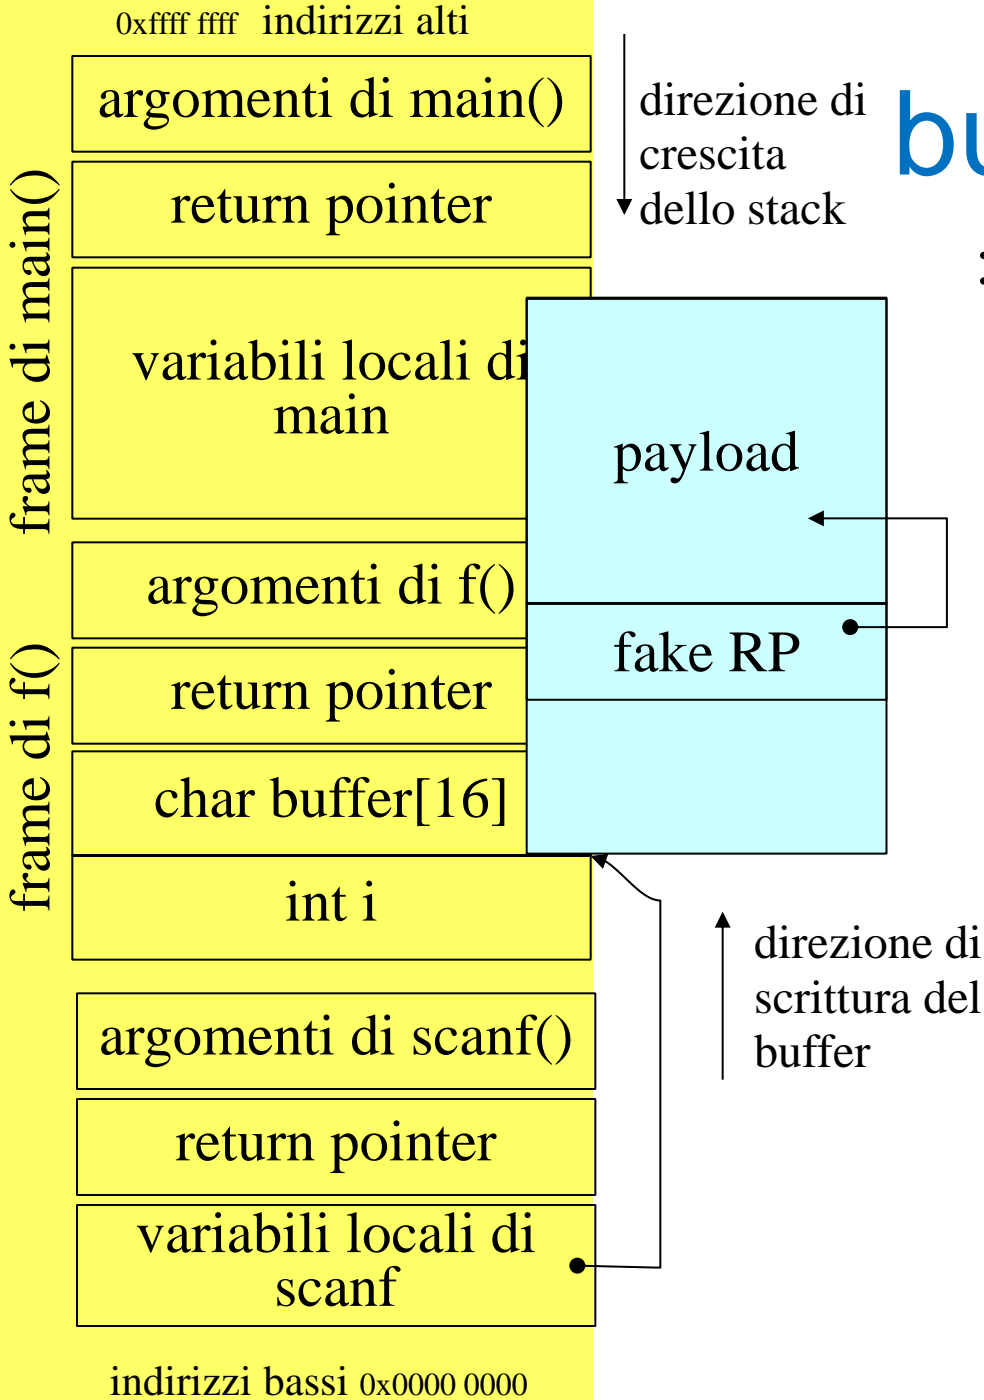 0xffff ffff indirizzi alti
argomenti di main()
return pointer
variabili locali di
main
frame di main()
argomenti di f()
return pointer
char buffer[16]
int i
frame di f()
argomenti di scanf()
return pointer
variabili locali di
scanf
indirizzi bassi 0x0000 0000
direzione di
crescita
dello stack
bu
payload
fake RP
direzione di
scrittura del
buffer